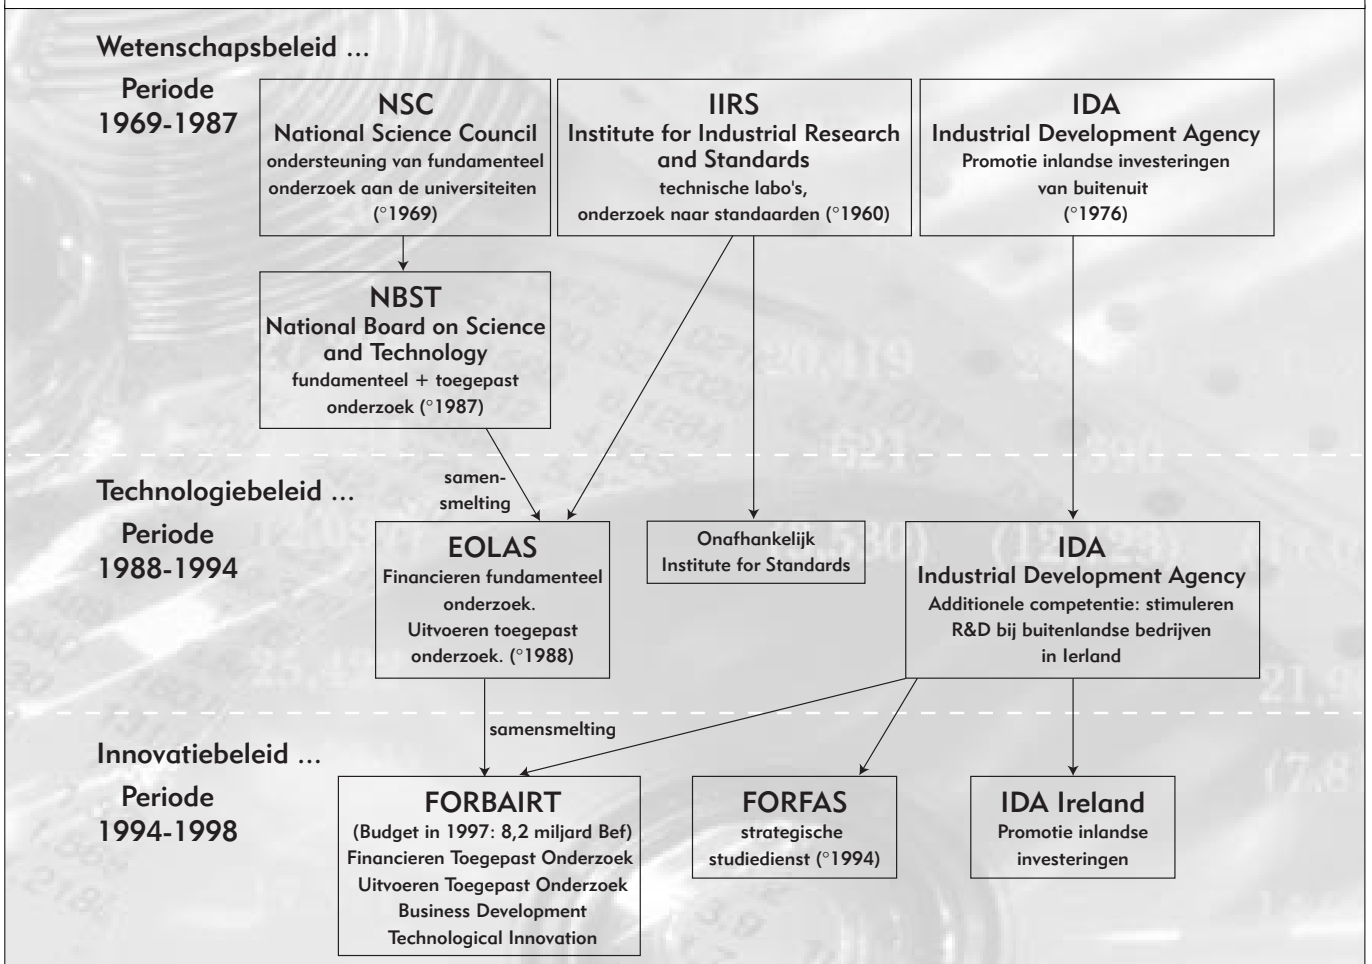 Wetenschapsbeleid ...
Periode
1969-1987
NSC
National Science Council
ondersteuning van fundamenteel
onderzoek aan de universiteiten
(°1969)
IIRS
Institute for Industrial Research
and Standards
technische labo's,
onderzoek naar standaarden (°1960)
IDA
Industrial Development Agency
Promotie inlandse investeringen
van buitenuit
(°1976)
NBST
National Board on Science
and Technology
fundamenteel + toegepast
onderzoek (°1987)
samen-
smelting
Technologiebeleid ...
Periode
1988-1994
EOLAS
Financieren fundamenteel
onderzoek.
Uitvoeren toegepast
onderzoek. (°1988)
Onafhankelijk
Institute for Standards
IDA
Industrial Development Agency
Additionele competentie: stimuleren
R&D bij buitenlandse bedrijven
in Ierland
samensmelting
Innovatiebeleid ...
Periode
1994-1998
FORBAIRT
(Budget in 1997: 8,2 miljard Bef)
Financieren Toegepast Onderzoek
Uitvoeren Toegepast Onderzoek
Business Development
Technological Innovation
FORFAS
strategische
studiedienst (°1994)
IDA Ireland
Promotie inlandse
investeringen
20,419
521